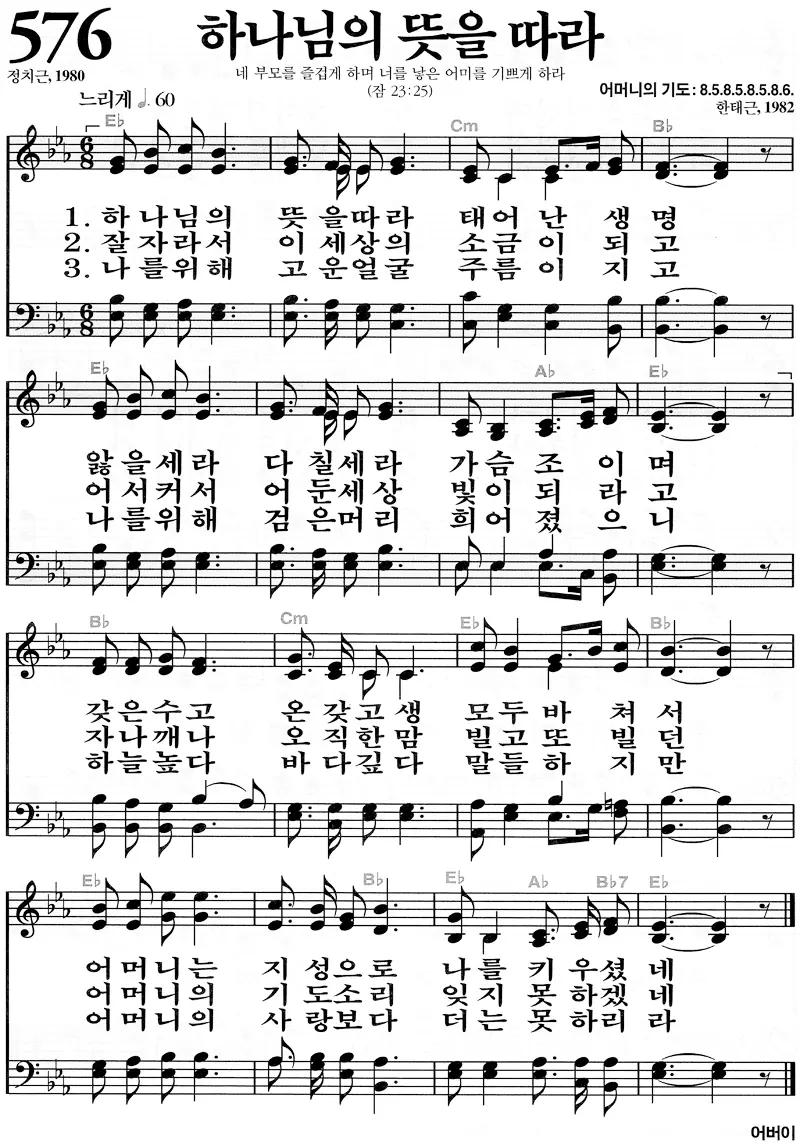 576 하나님의 뜻을 따라
정치근, 1980
네 부모를 즐겁게 하며 너를 낳은 어미를 기쁘게 하라
(잠 23:25)
어머니의 기도: 8.5.8.5.8.5.8.6.
한태근, 1982
느리게 ♩. 60
E♭ Cm B♭
1. 하나님의 뜻을따라 태어난 생명
2. 잘자라서 이세상의 소금이 되고
3. 나를위해 고운얼굴 주름이 지고
E♭ A♭ E♭
앓을세라 다칠세라 가슴조이며
어서커서 어둔세상 빛이되라고
나를위해 검은머리 희어졌으니
B♭ Cm E♭ B♭
갖은수고 온갖고생 모두바쳐서
자나깨나 오직한맘 빌고또빌던
하늘높다 바다깊다 말들하지만
E♭ B♭ E♭ A♭ B♭7 E♭
어머니는 지성으로 나를키우셨네
어머니의 기도소리 잊지못하겠네
어머니의 사랑보다 더는못하리라
어버이